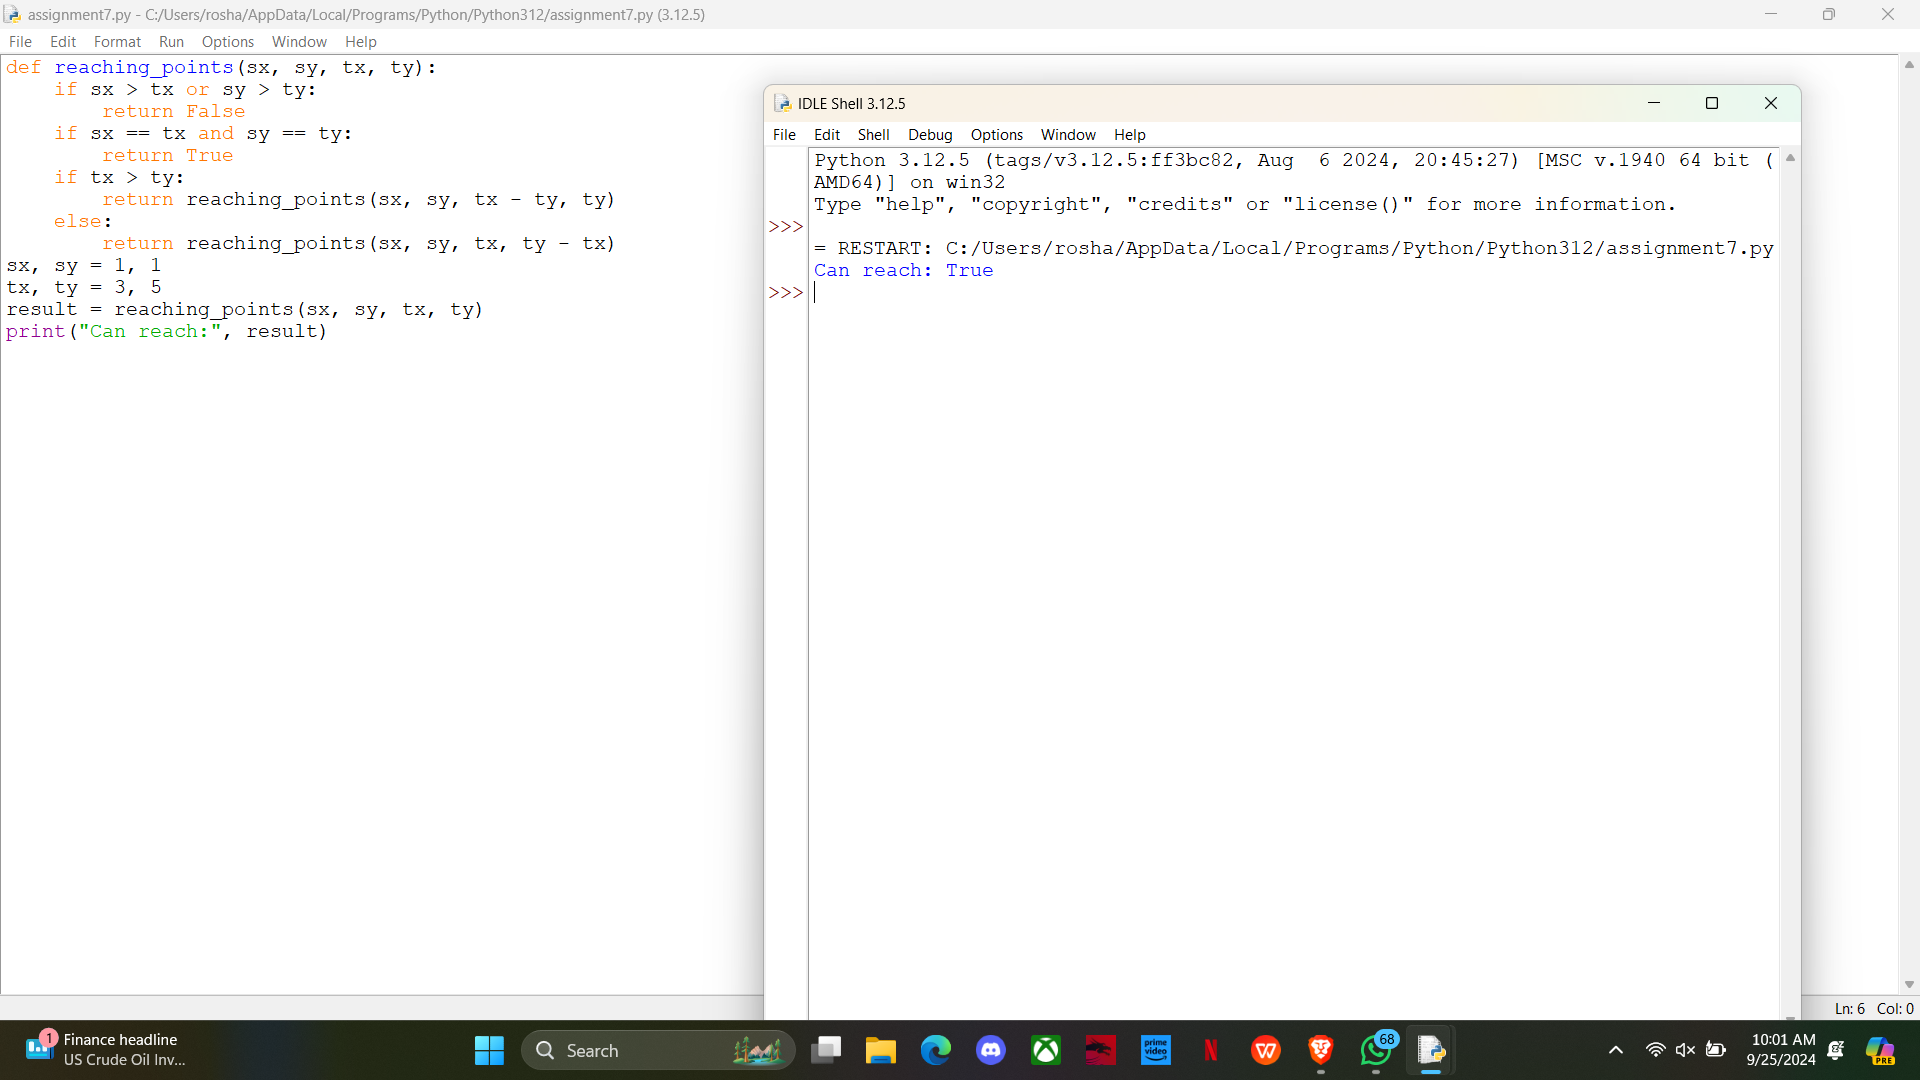 assignment7.py - C:/Users/rosha/AppData/Local/Programs/Python/Python312/assignment7.py (3.12.5)
File Edit Format Run Options Window Help
def reaching_points(sx, sy, tx, ty):
    if sx > tx or sy > ty:
        return False
    if sx == tx and sy == ty:
        return True
    if tx > ty:
        return reaching_points(sx, sy, tx - ty, ty)
    else:
        return reaching_points(sx, sy, tx, ty - tx)
sx, sy = 1, 1
tx, ty = 3, 5
result = reaching_points(sx, sy, tx, ty)
print("Can reach:", result)
IDLE Shell 3.12.5
File Edit Shell Debug Options Window Help
Python 3.12.5 (tags/v3.12.5:ff3bc82, Aug  6 2024, 20:45:27) [MSC v.1940 64 bit (
AMD64)] on win32
Type "help", "copyright", "credits" or "license()" for more information.
>>>
= RESTART: C:/Users/rosha/AppData/Local/Programs/Python/Python312/assignment7.py
Can reach: True
>>>
Ln: 6 Col: 0
1
Finance headline
US Crude Oil Inv...
Search
prime video
68
10:01 AM
9/25/2024
PRE